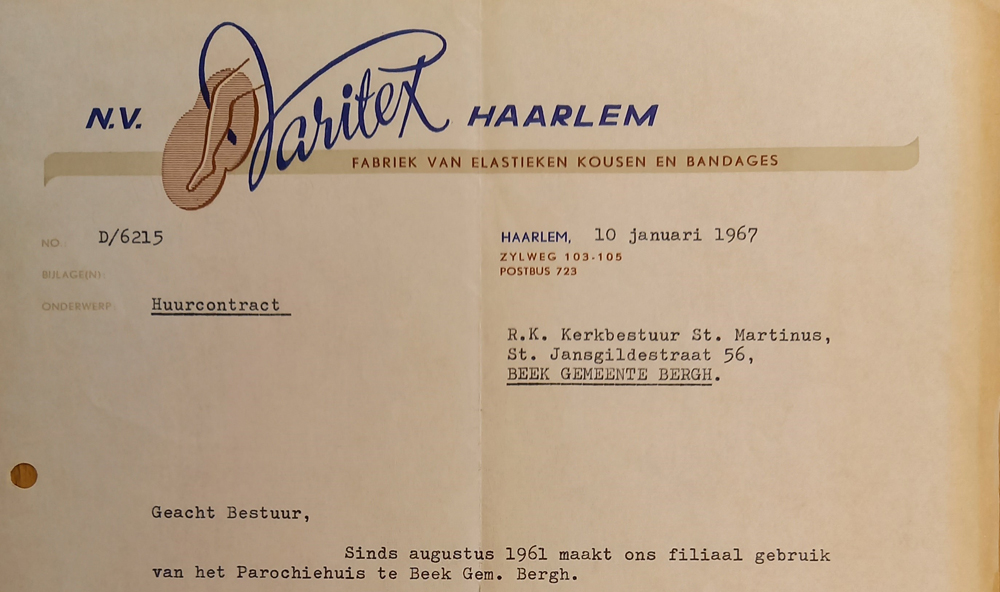 N.V. Varitex HAARLEM
FABRIEK VAN ELASTIEKEN KOUSEN EN BANDAGES
NO.: D/6215
HAARLEM, 10 januari 1967
ZYLWEG 103-105
POSTBUS 723
BIJLAGE(N):
ONDERWERP: Huurcontract
R.K. Kerkbestuur St. Martinus,
St. Jansgildestraat 56,
BEEK GEMEENTE BERGH.
Geacht Bestuur,
Sinds augustus 1961 maakt ons filiaal gebruik
van het Parochiehuis te Beek Gem. Bergh.